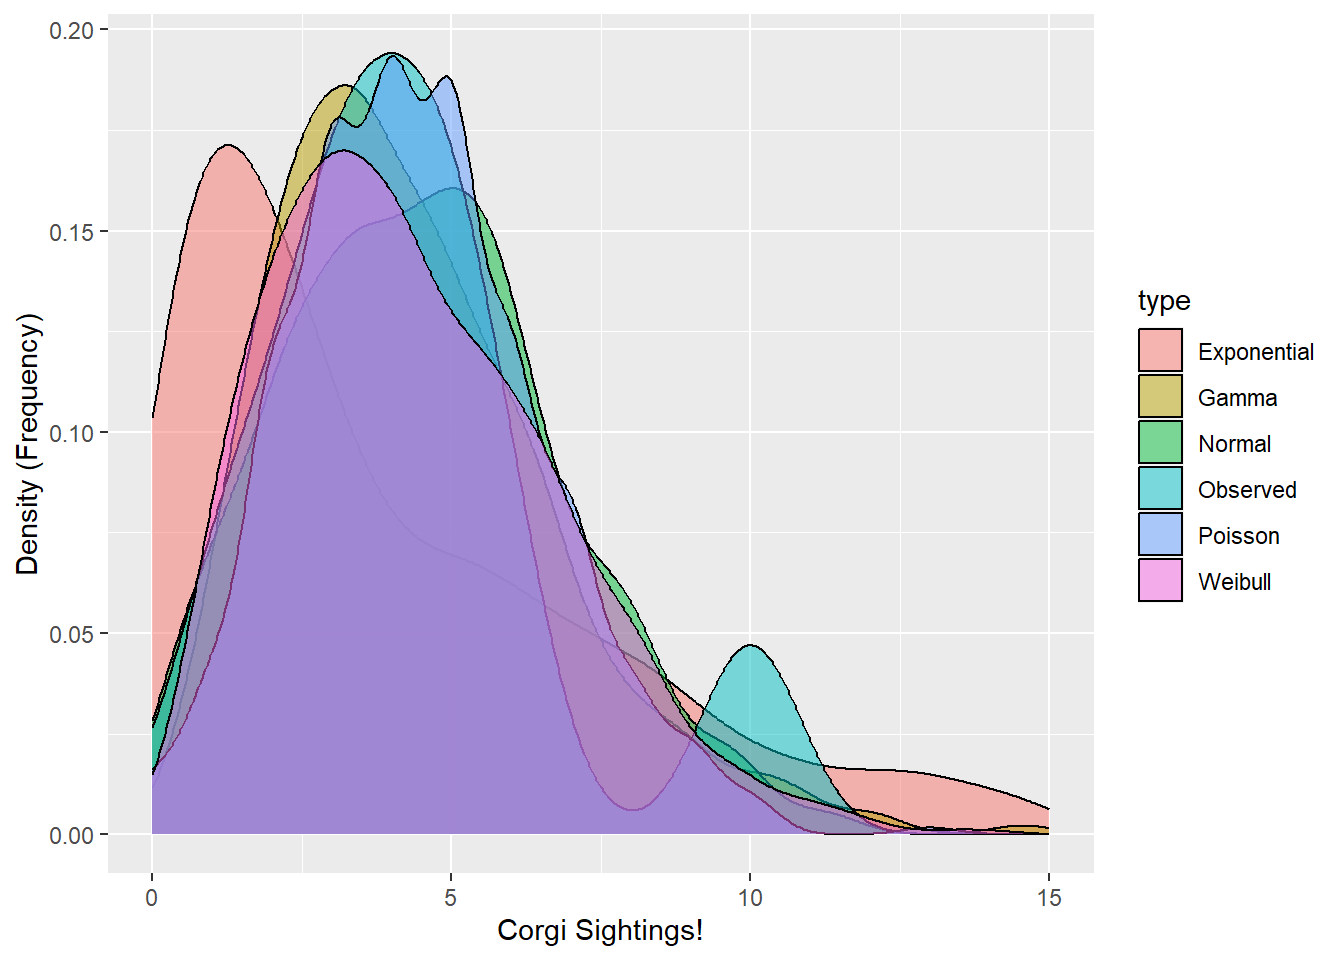 0.20
0.15
0.10
0.05
0.00
Density (Frequency)
0 5 10 15
Corgi Sightings!
type
Exponential
Gamma
Normal
Observed
Poisson
Weibull